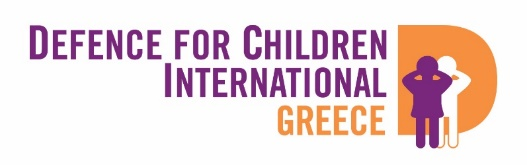 DEFENCE FOR CHILDREN
INTERNATIONAL
GREECE